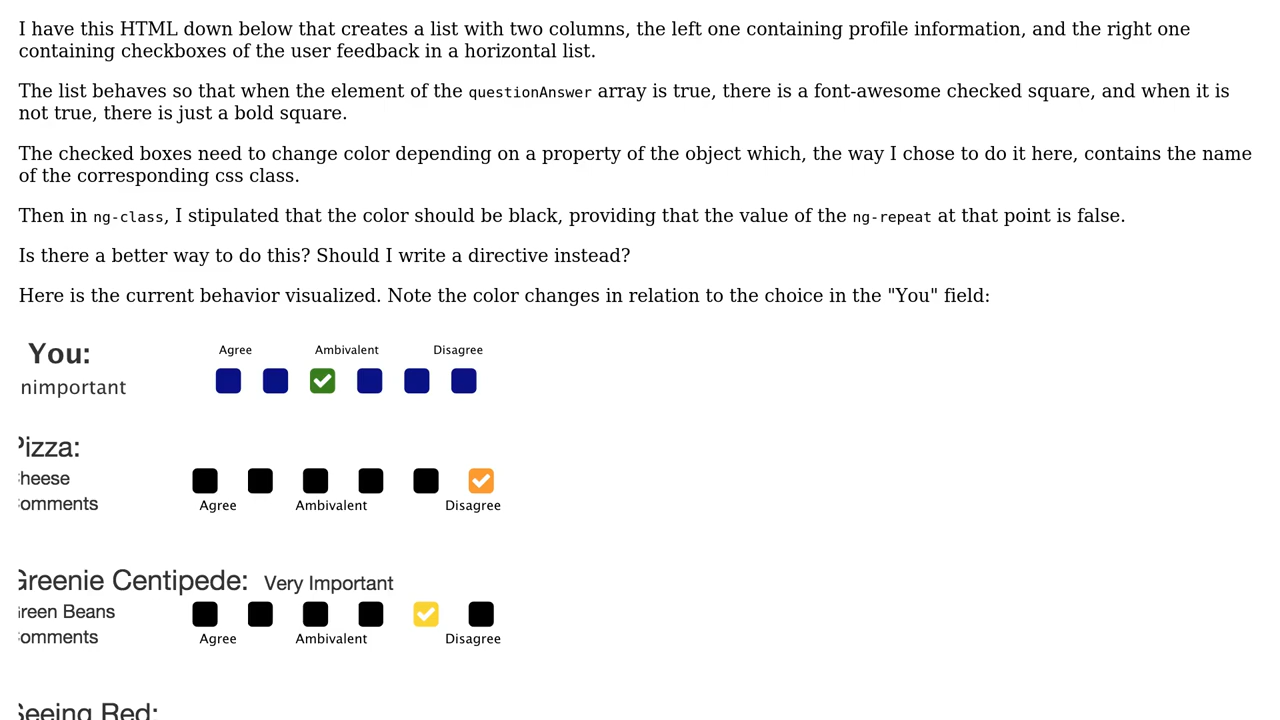 I have this HTML down below that creates a list with two columns, the left one containing profile information, and the right one
containing checkboxes of the user feedback in a horizontal list.
The list behaves so that when the element of the questionAnswer array is true, there is a font-awesome checked square, and when it is
not true, there is just a bold square.
The checked boxes need to change color depending on a property of the object which, the way I chose to do it here, contains the name
of the corresponding css class.
Then in ng-class, I stipulated that the color should be black, providing that the value of the ng-repeat at that point is false.
Is there a better way to do this? Should I write a directive instead?
Here is the current behavior visualized. Note the color changes in relation to the choice in the "You" field:
You: Agree Ambivalent Disagree
nimportant
Pizza:
heese
omments Agree Ambivalent Disagree
Greenie Centipede: Very Important
reen Beans
omments Agree Ambivalent Disagree
Seeing Red: